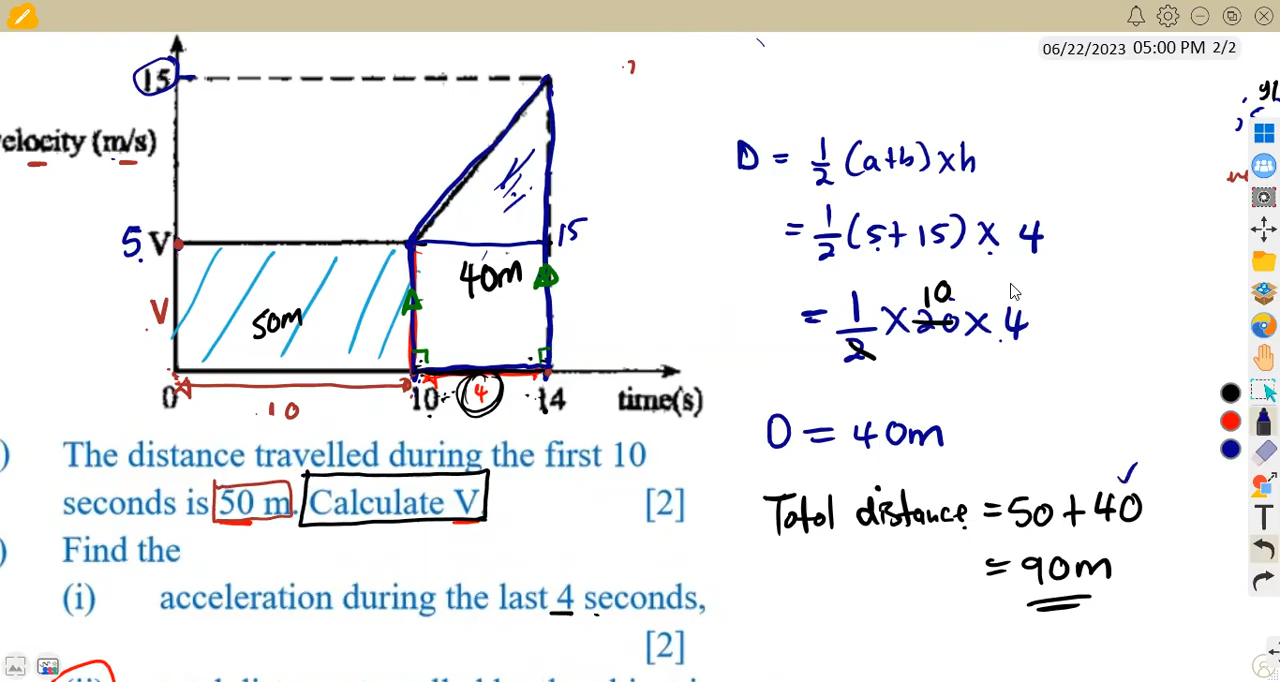 06/22/2023 05:00 PM 2/2
15
elocity (m/s)
5 V
15
V
50m
40m
10
4
0
10
14
time(s)
D = 1/2 (a+b) x h
= 1/2 (5+15) x 4
= 1/2 x 20 x 4
10
D = 40m
Total distance = 50 + 40
= 90m
) The distance travelled during the first 10
seconds is 50 m. Calculate V [2]
) Find the
(i) acceleration during the last 4 seconds,
[2]